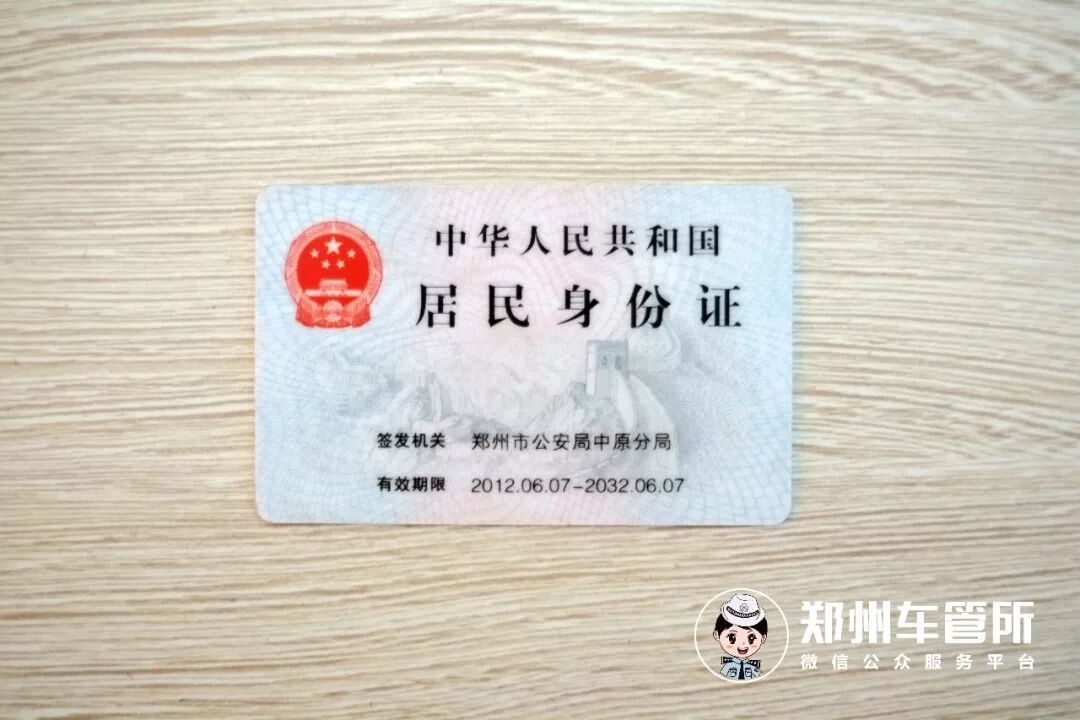 中华人民共和国
居民身份证
签发机关 郑州市公安局中原分局
有效期限 2012.06.07-2032.06.07
郑州车管所
微信公众服务平台